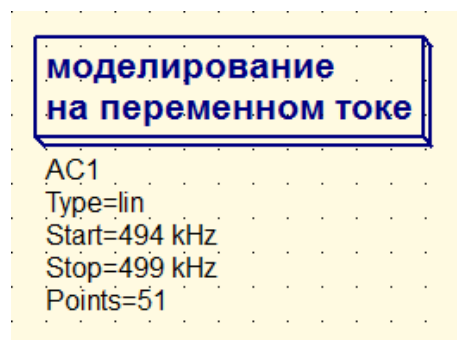 моделирование
на переменном токе
AC1
Type=lin
Start=494 kHz
Stop=499 kHz
Points=51